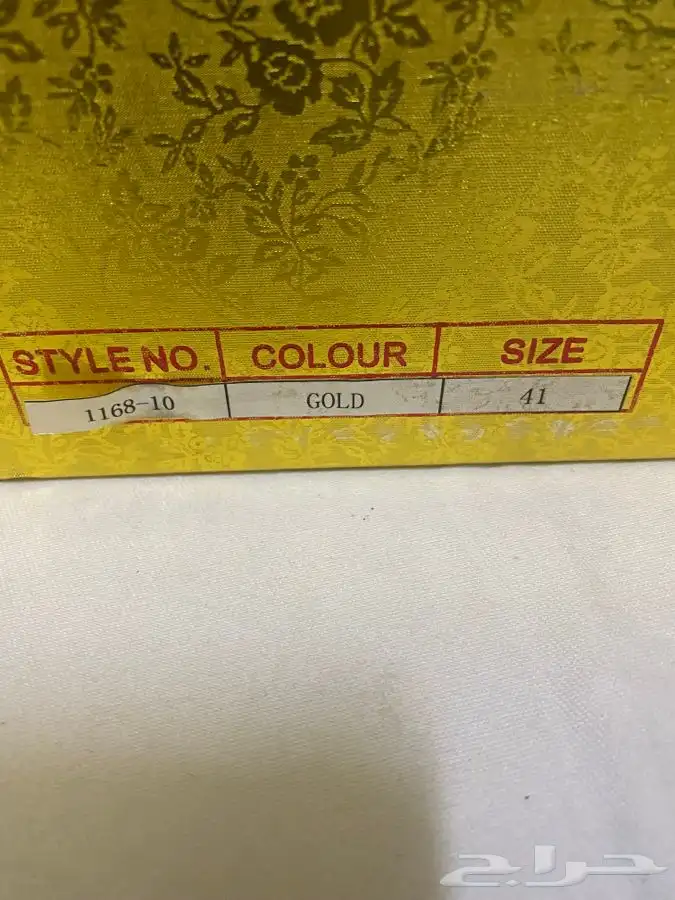 STYLE NO. COLOUR SIZE
1168-10 GOLD 41
حراج